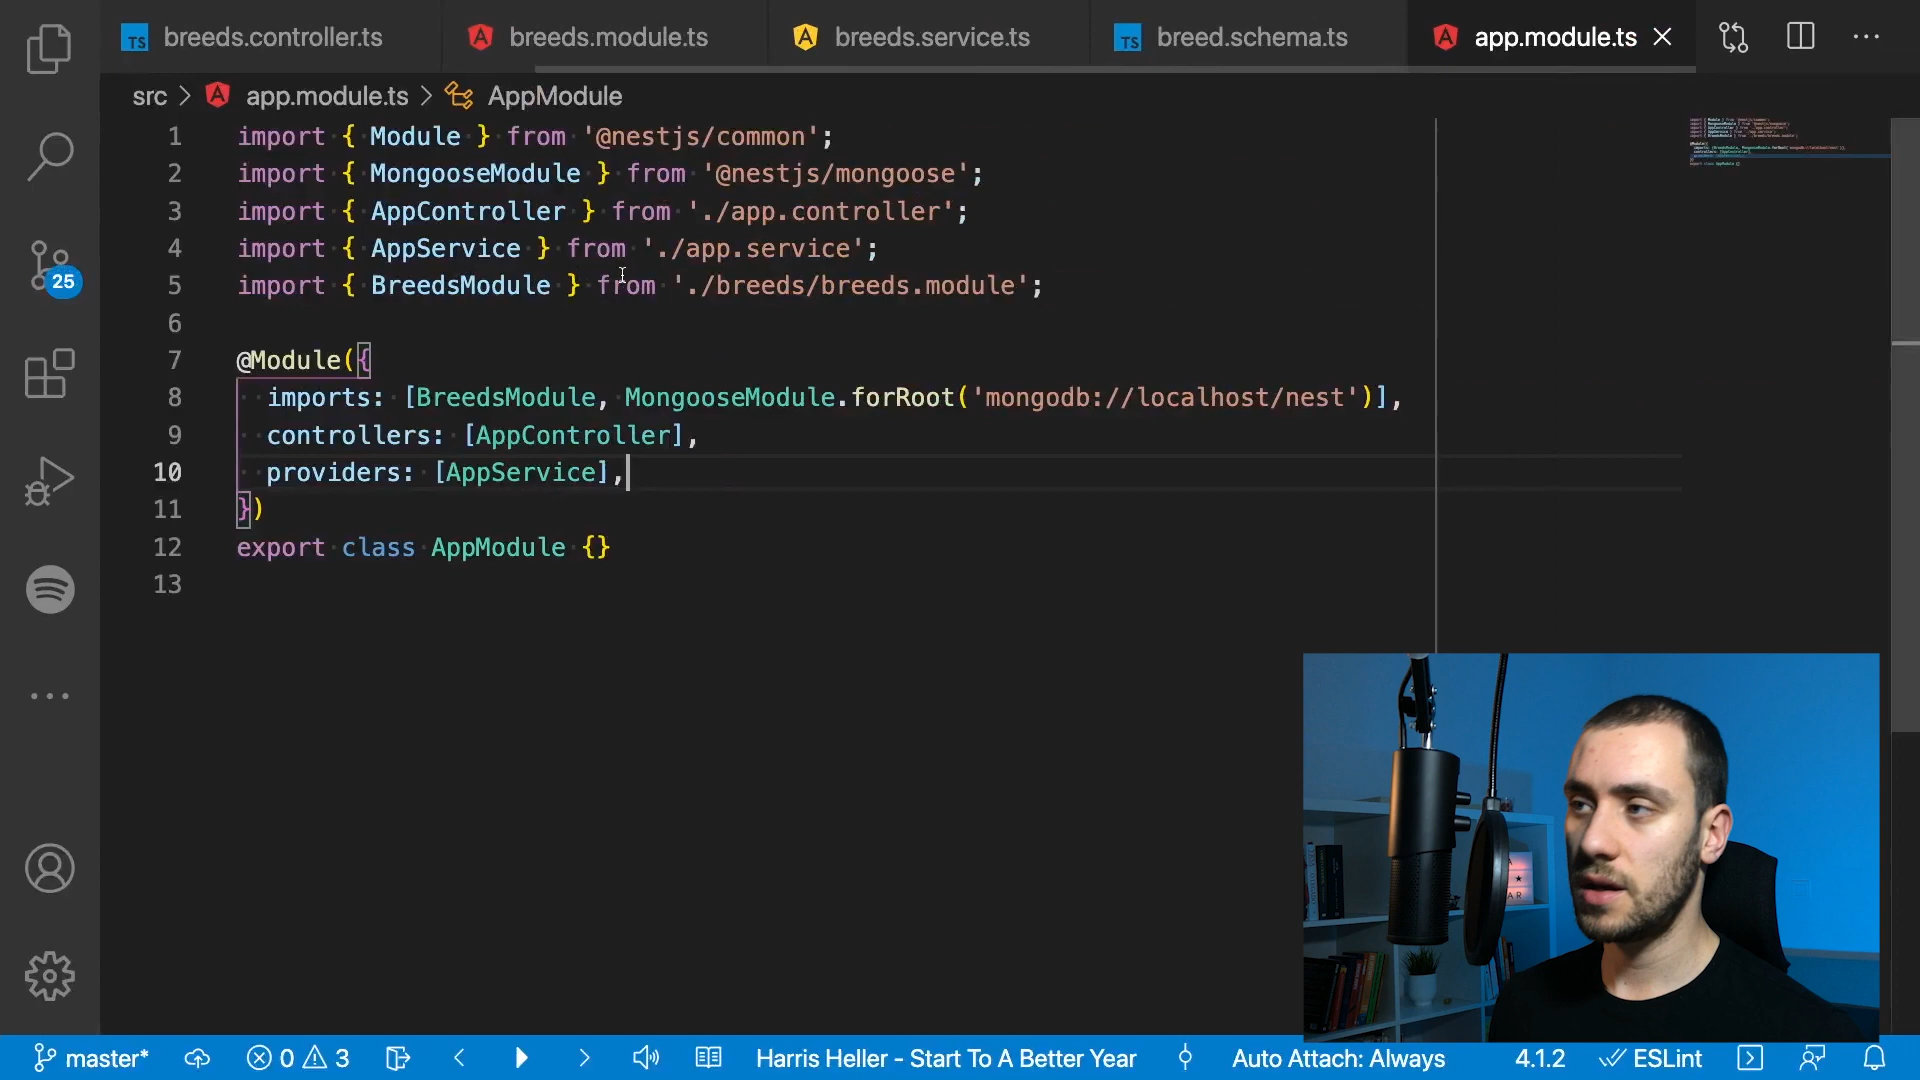 breeds.controller.ts
breeds.module.ts
breeds.service.ts
breed.schema.ts
app.module.ts
src > app.module.ts > AppModule
1 import { Module } from '@nestjs/common';
2 import { MongooseModule } from '@nestjs/mongoose';
3 import { AppController } from './app.controller';
4 import { AppService } from './app.service';
5 import { BreedsModule } from './breeds/breeds.module';
6
7 @Module({
8 imports: [BreedsModule, MongooseModule.forRoot('mongodb://localhost/nest')],
9 controllers: [AppController],
10 providers: [AppService],
11 })
12 export class AppModule {}
13
25
master* 0 3 Harris Heller - Start To A Better Year Auto Attach: Always 4.1.2 ESLint